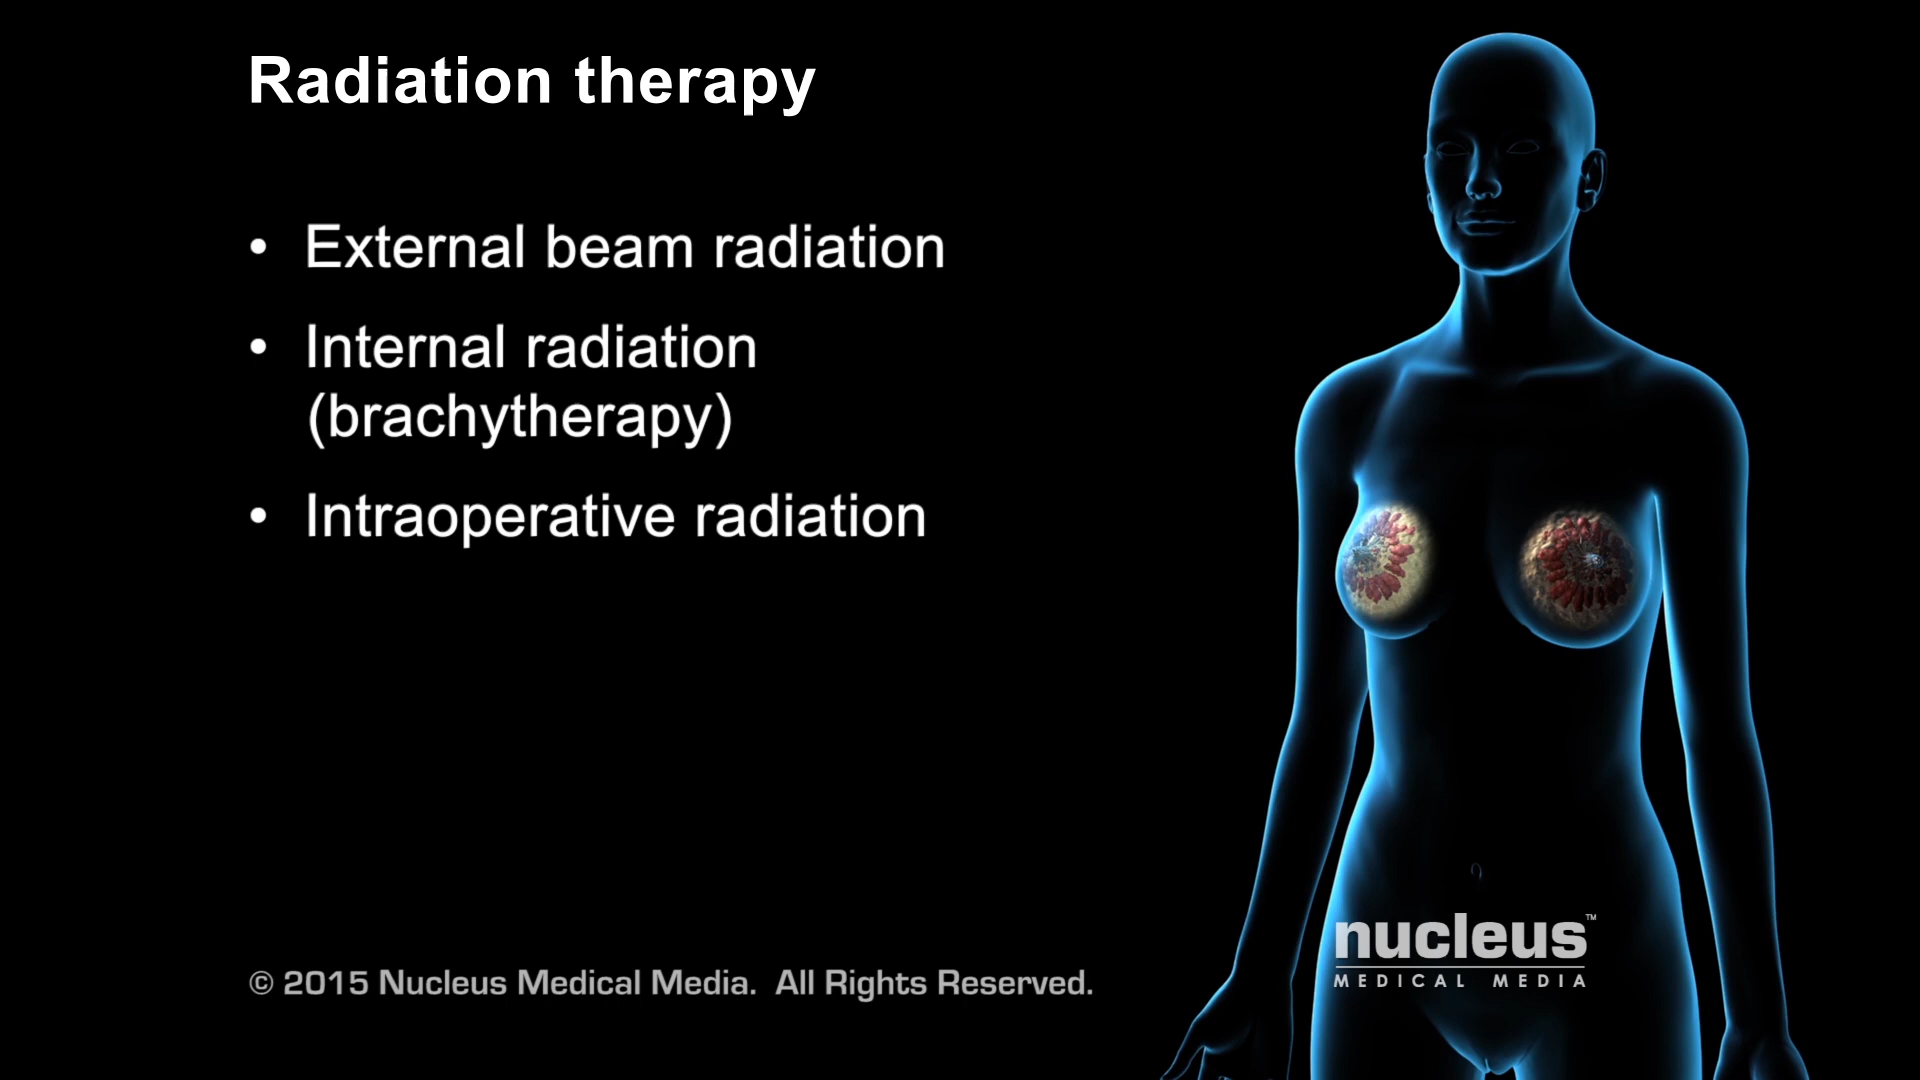 Radiation therapy
• External beam radiation
• Internal radiation
(brachytherapy)
• Intraoperative radiation
nucleus™
MEDICAL MEDIA
© 2015 Nucleus Medical Media. All Rights Reserved.